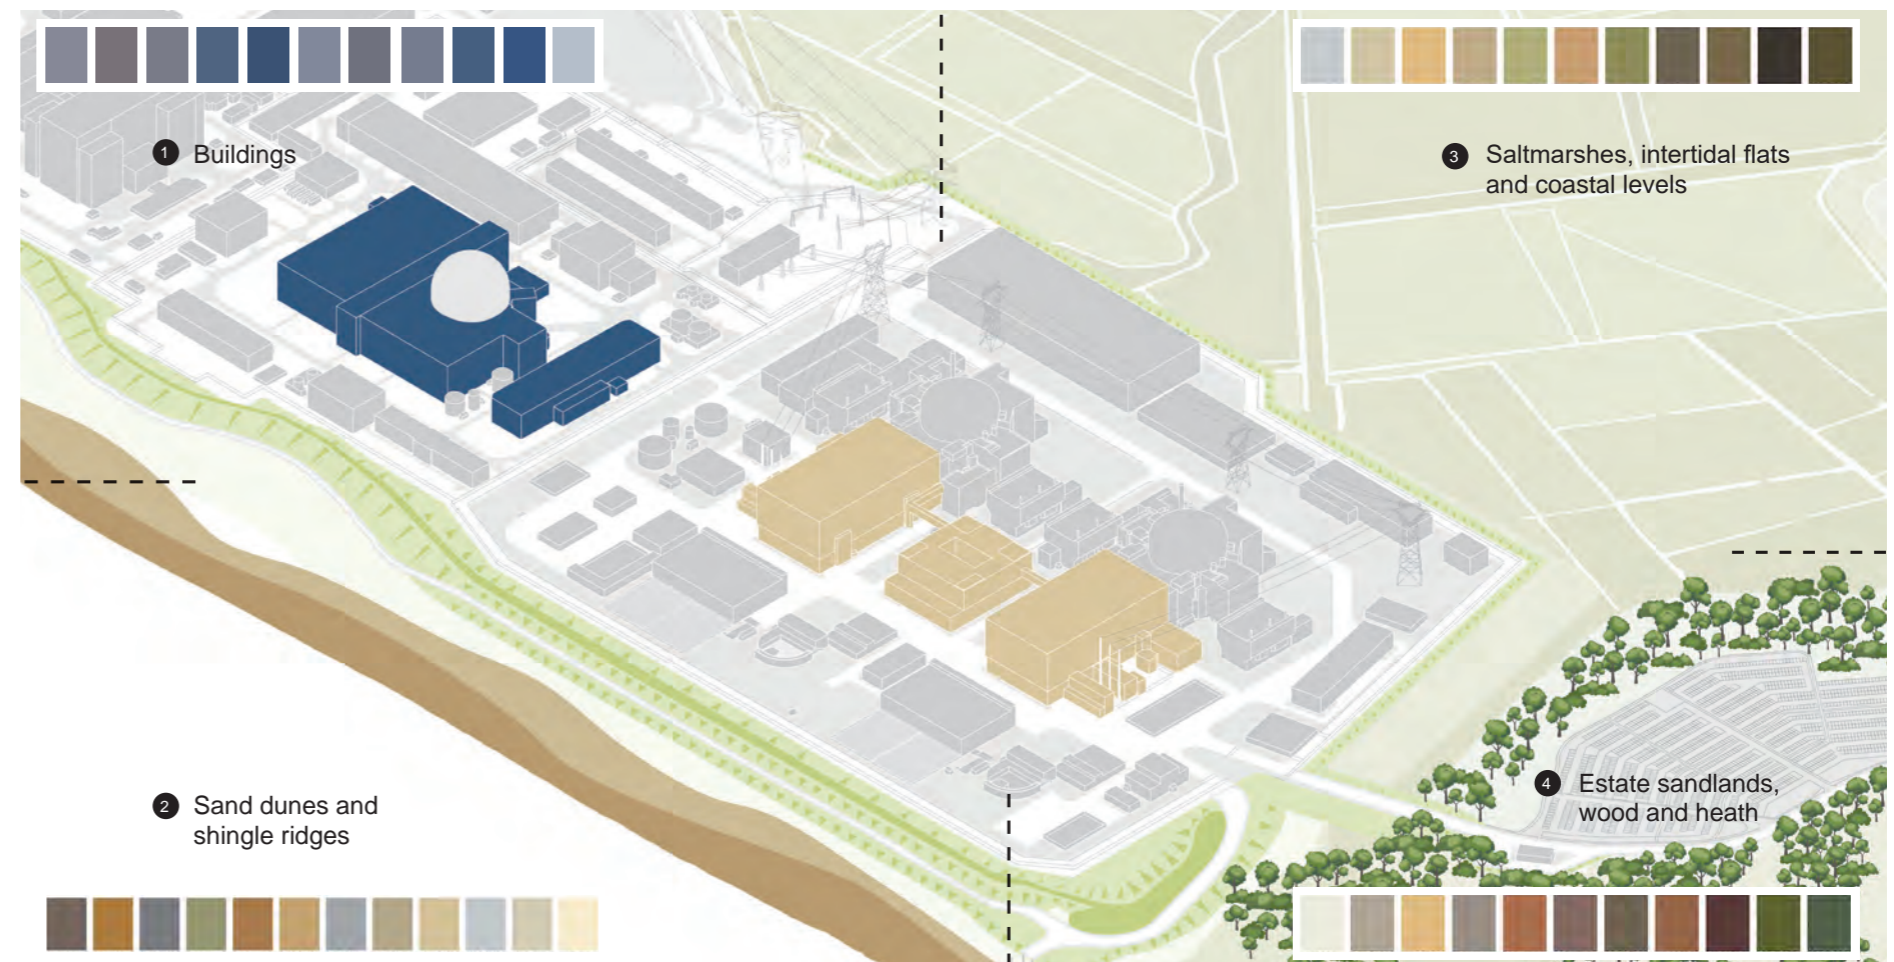 1 Buildings
3 Saltmarshes, intertidal flats
and coastal levels
2 Sand dunes and
shingle ridges
4 Estate sandlands,
wood and heath